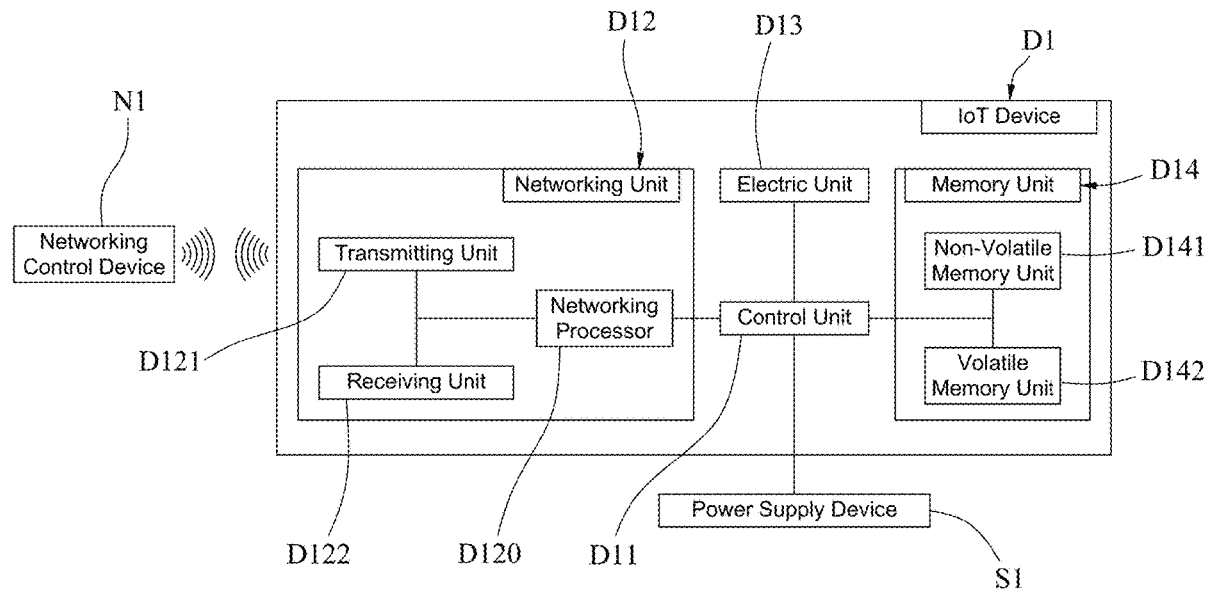 D12
D13
D1
N1
IoT Device
Networking Unit
Electric Unit
Memory Unit
D14
Networking
Control Device
Transmitting Unit
Non-Volatile
Memory Unit
D141
Networking
Processor
Control Unit
D121
Receiving Unit
Volatile
Memory Unit
D142
Power Supply Device
D122
D120
D11
S1